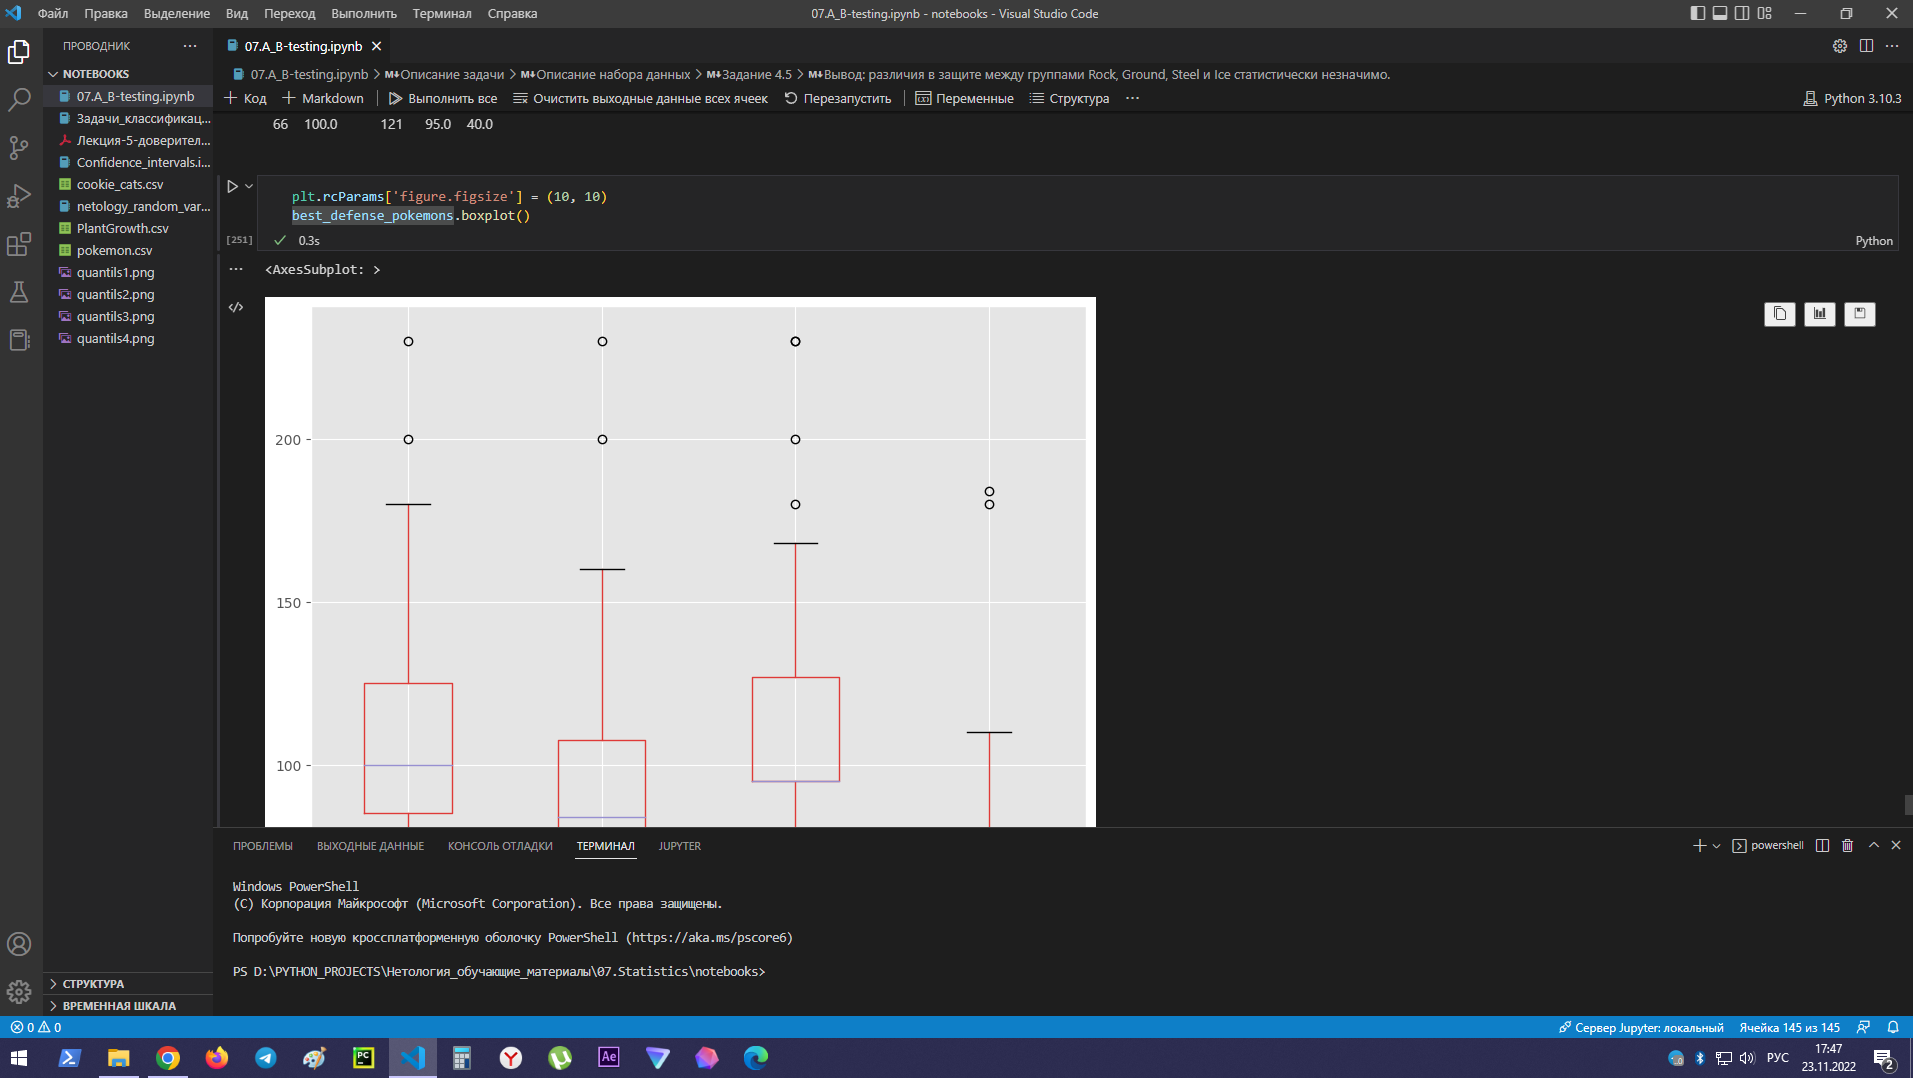 Файл Правка Выделение Вид Переход Выполнить Терминал Справка
07.A_B-testing.ipynb - notebooks - Visual Studio Code
ПРОВОДНИК
NOTEBOOKS
07.A_B-testing.ipynb
Задачи_классификац...
Лекция-5-доверител...
Confidence_intervals.i...
cookie_cats.csv
netology_random_var...
PlantGrowth.csv
pokemon.csv
quantils1.png
quantils2.png
quantils3.png
quantils4.png
СТРУКТУРА
ВРЕМЕННАЯ ШКАЛА
07.A_B-testing.ipynb
07.A_B-testing.ipynb > M↓Описание задачи > M↓Описание набора данных > M↓Задание 4.5 > M↓Вывод: различия в защите между группами Rock, Ground, Steel и Ice статистически незначимо.
Код Markdown Выполнить все Очистить выходные данные всех ячеек Перезапустить Переменные Структура ...
Python 3.10.3
66 100.0 121 95.0 40.0
plt.rcParams['figure.figsize'] = (10, 10)
best_defense_pokemons.boxplot()
[251] 0.3s
Python
<AxesSubplot: >
200
150
100
ПРОБЛЕМЫ ВЫХОДНЫЕ ДАННЫЕ КОНСОЛЬ ОТЛАДКИ ТЕРМИНАЛ JUPYTER
powershell
Windows PowerShell
(C) Корпорация Майкрософт (Microsoft Corporation). Все права защищены.
Попробуйте новую кроссплатформенную оболочку PowerShell (https://aka.ms/pscore6)
PS D:\PYTHON_PROJECTS\Нетология_обучающие_материалы\07.Statistics\notebooks>
0 0
Сервер Jupyter: локальный Ячейка 145 из 145
PC
Ae
РУС
17:47
23.11.2022
2